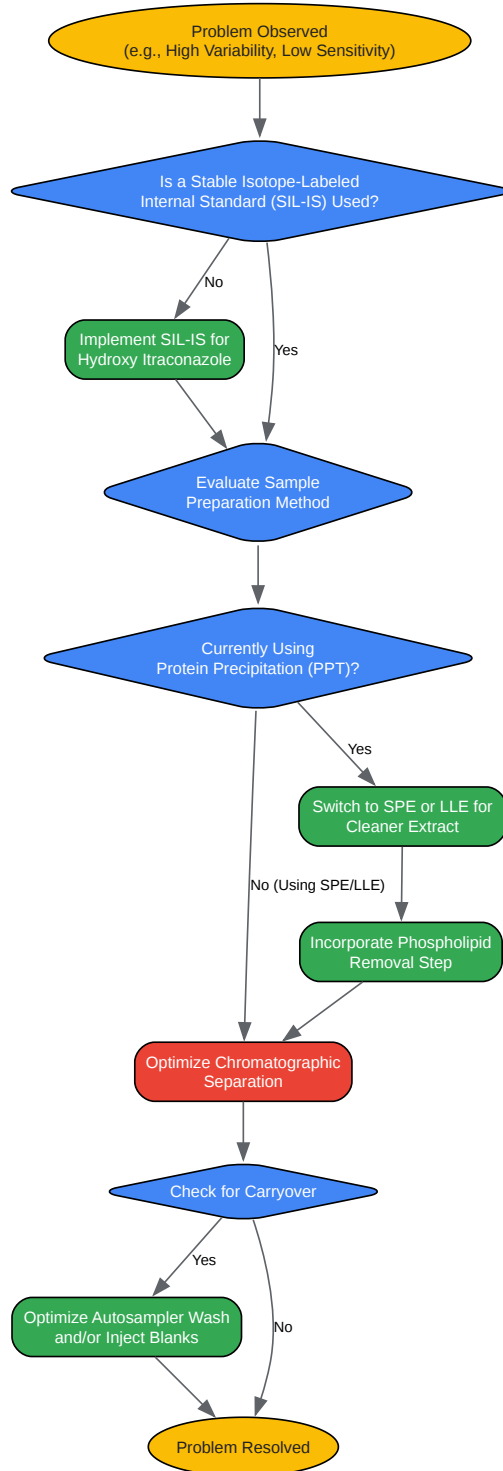 Problem Observed
(e.g., High Variability, Low Sensitivity)
Is a Stable Isotope-Labeled
Internal Standard (SIL-IS) Used?
No
Implement SIL-IS for
Hydroxy Itraconazole
Yes
Evaluate Sample
Preparation Method
Currently Using
Protein Precipitation (PPT)?
Yes
Switch to SPE or LLE for
Cleaner Extract
No (Using SPE/LLE)
Incorporate Phospholipid
Removal Step
Optimize Chromatographic
Separation
Check for Carryover
Yes
Optimize Autosampler Wash
and/or Inject Blanks
No
Problem Resolved